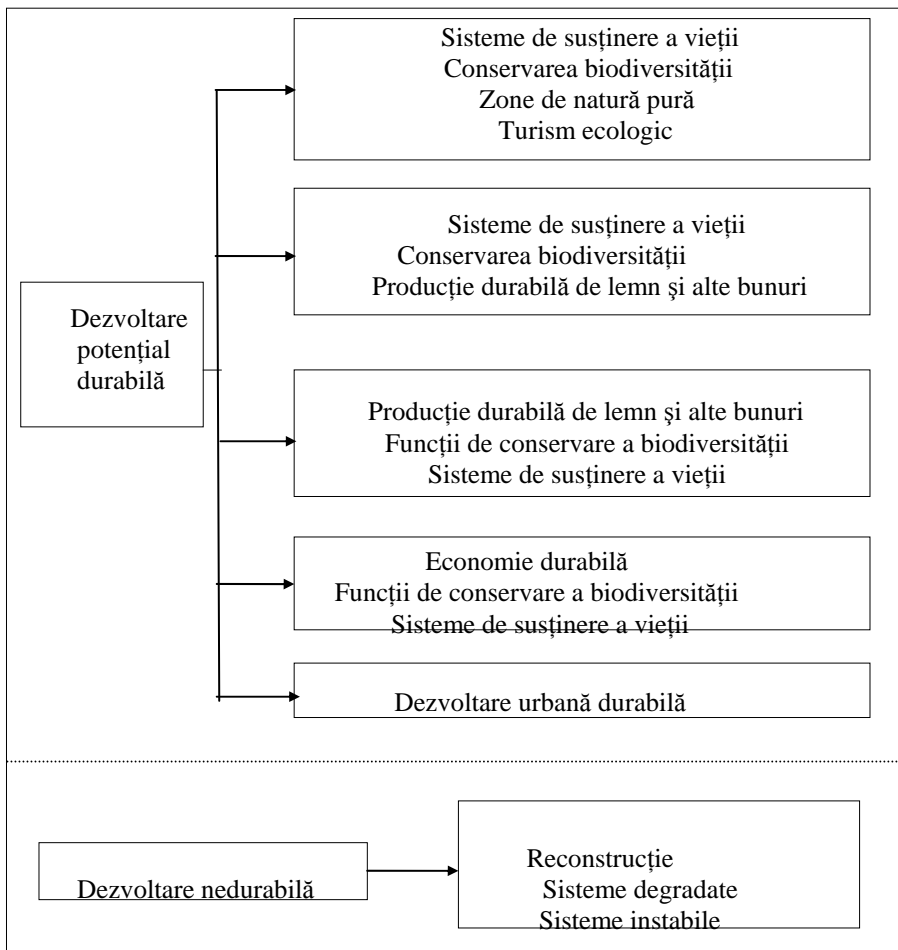 Sisteme de susținere a vieții
Conservarea biodiversității
Zone de natură pură
Turism ecologic
Sisteme de susținere a vieții
Conservarea biodiversității
Producție durabilă de lemn şi alte bunuri
Dezvoltare
potențial
durabilă
Producție durabilă de lemn şi alte bunuri
Funcții de conservare a biodiversității
Sisteme de susținere a vieții
Economie durabilă
Funcții de conservare a biodiversității
Sisteme de susținere a vieții
Dezvoltare urbană durabilă
Dezvoltare nedurabilă
Reconstrucție
Sisteme degradate
Sisteme instabile